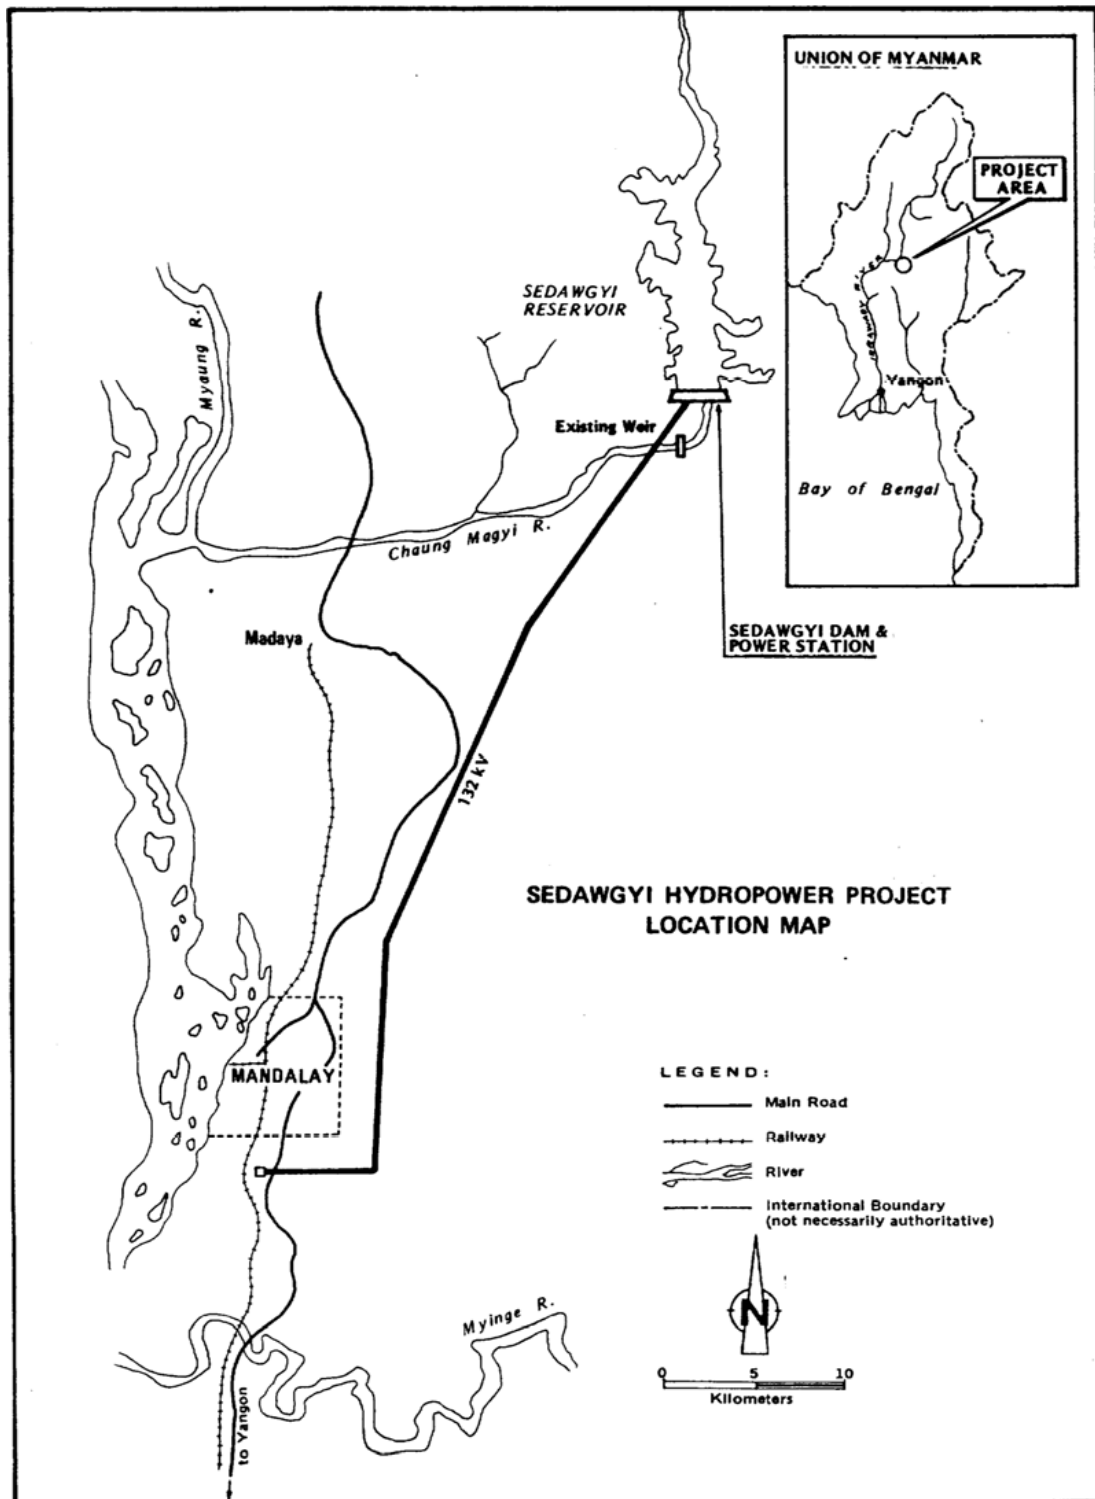 UNION OF MYANMAR
PROJECT
AREA
IRRAWADY RIVER
Yangon
Bay of Bengal
SEDAWGYI
RESERVOIR
Myaung R.
Existing Weir
Chaung Magyi R.
SEDAWGYI DAM &
POWER STATION
Madaya
132 kV
SEDAWGYI HYDROPOWER PROJECT
LOCATION MAP
MANDALAY
LEGEND:
Main Road
Railway
River
International Boundary
(not necessarily authoritative)
N
Myinge R.
0 5 10
Kilometers
to Yangon